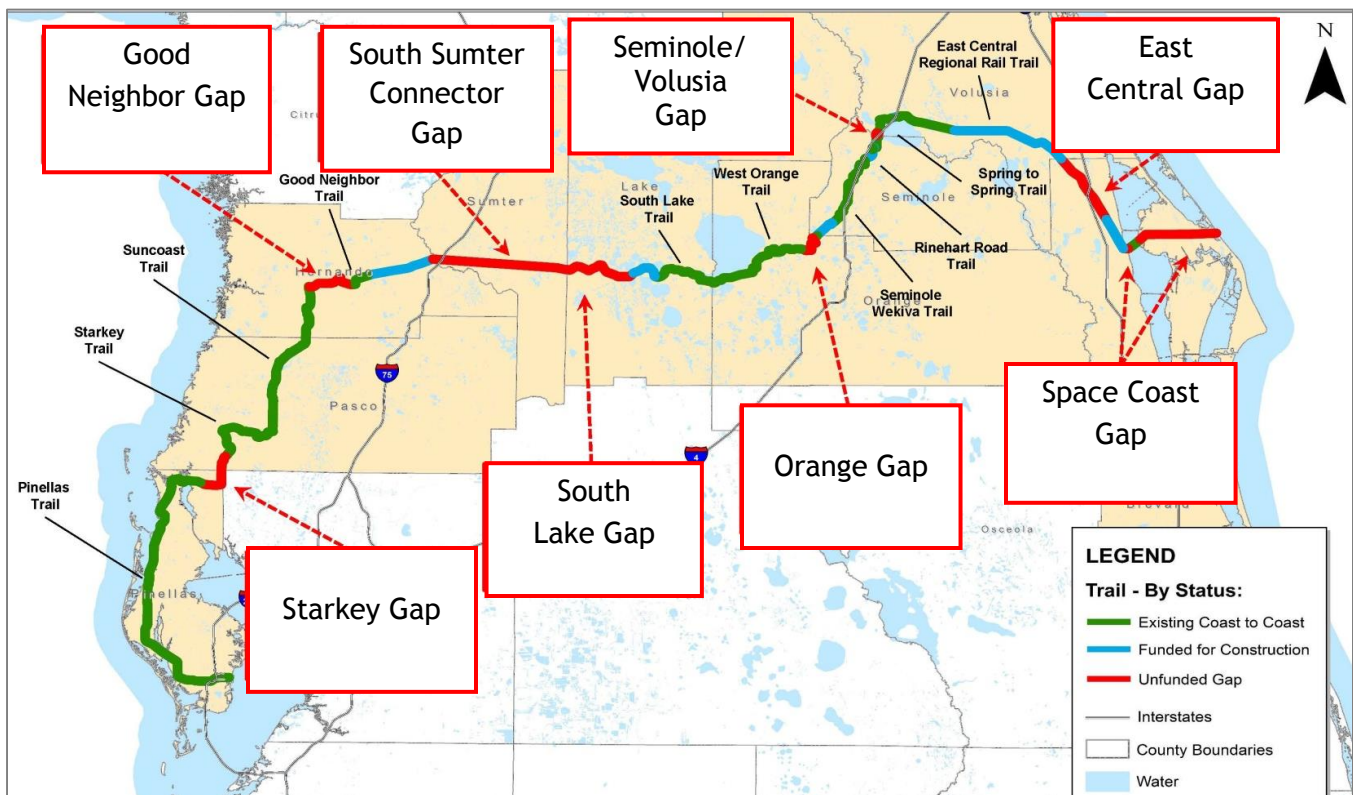 Good
Neighbor Gap
South Sumter
Connector
Gap
Seminole/
Volusia
Gap
East Central
Regional Rail Trail
East
Central Gap
N
Volusia
Citru
Good Neighbor
Trail
Sumter
Lake
South Lake
Trail
West Orange
Trail
Spring to
Spring Trail
Seminole
Rinehart Road
Trail
Suncoast
Trail
Hernando
Seminole
Wekiva Trail
Orange
Starkey
Trail
75
Pasco
Space Coast
Gap
Orange Gap
4
South
Lake Gap
Pinellas
Trail
Osceola
Brevard
Pinellas
Starkey Gap
LEGEND
Trail - By Status:
Existing Coast to Coast
Funded for Construction
Unfunded Gap
Interstates
County Boundaries
Water